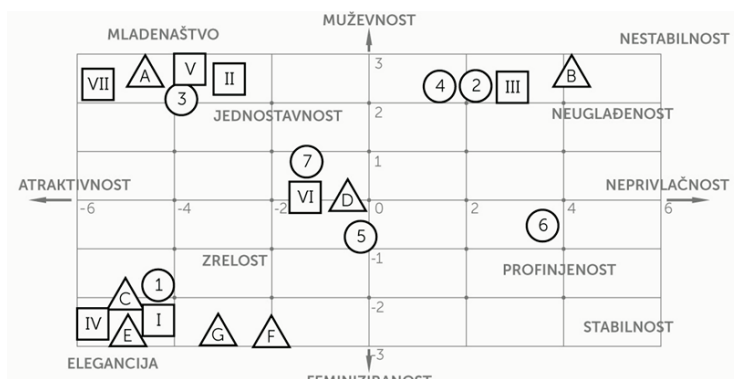 MUŽEVNOST
MLADENAŠTVO
NESTABILNOST
3
A
V
B
VII
II
4
2
III
3
2
JEDNOSTAVNOST
NEUGLAĐENOST
7
1
ATRAKTIVNOST
NEPRIVLAČNOST
VI
D
-6
-4
-2
0
2
4
6
6
5
ZRELOST
-1
PROFINJENOST
1
C
-2
IV
I
E
G
F
STABILNOST
-3
ELEGANCIJA
FEMINIZIRANOST